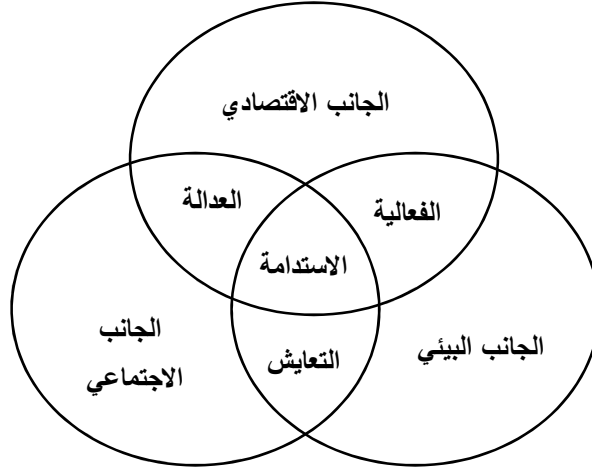 الجانب الاقتصادي
الفعالية
العدالة
الاستدامة
الجانب البيئي
التعايش
الجانب
الاجتماعي